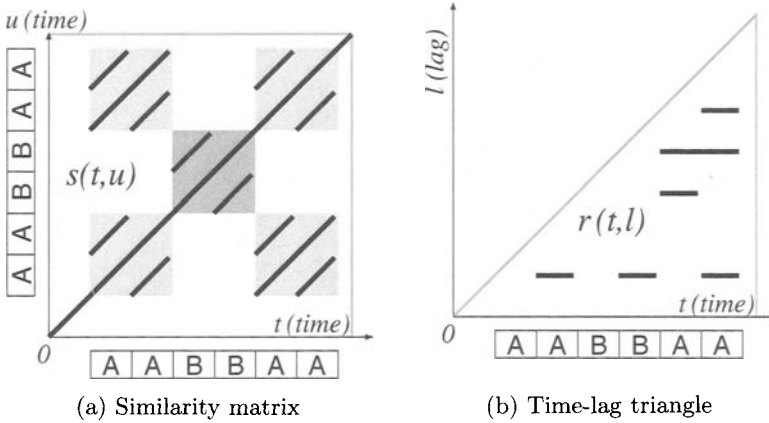 u (time)
A
A
B
B
A
A
s(t,u)
t (time)
0
A A B B A A
(a) Similarity matrix
l (lag)
r (t,l)
t (time)
0
A A B B A A
(b) Time-lag triangle